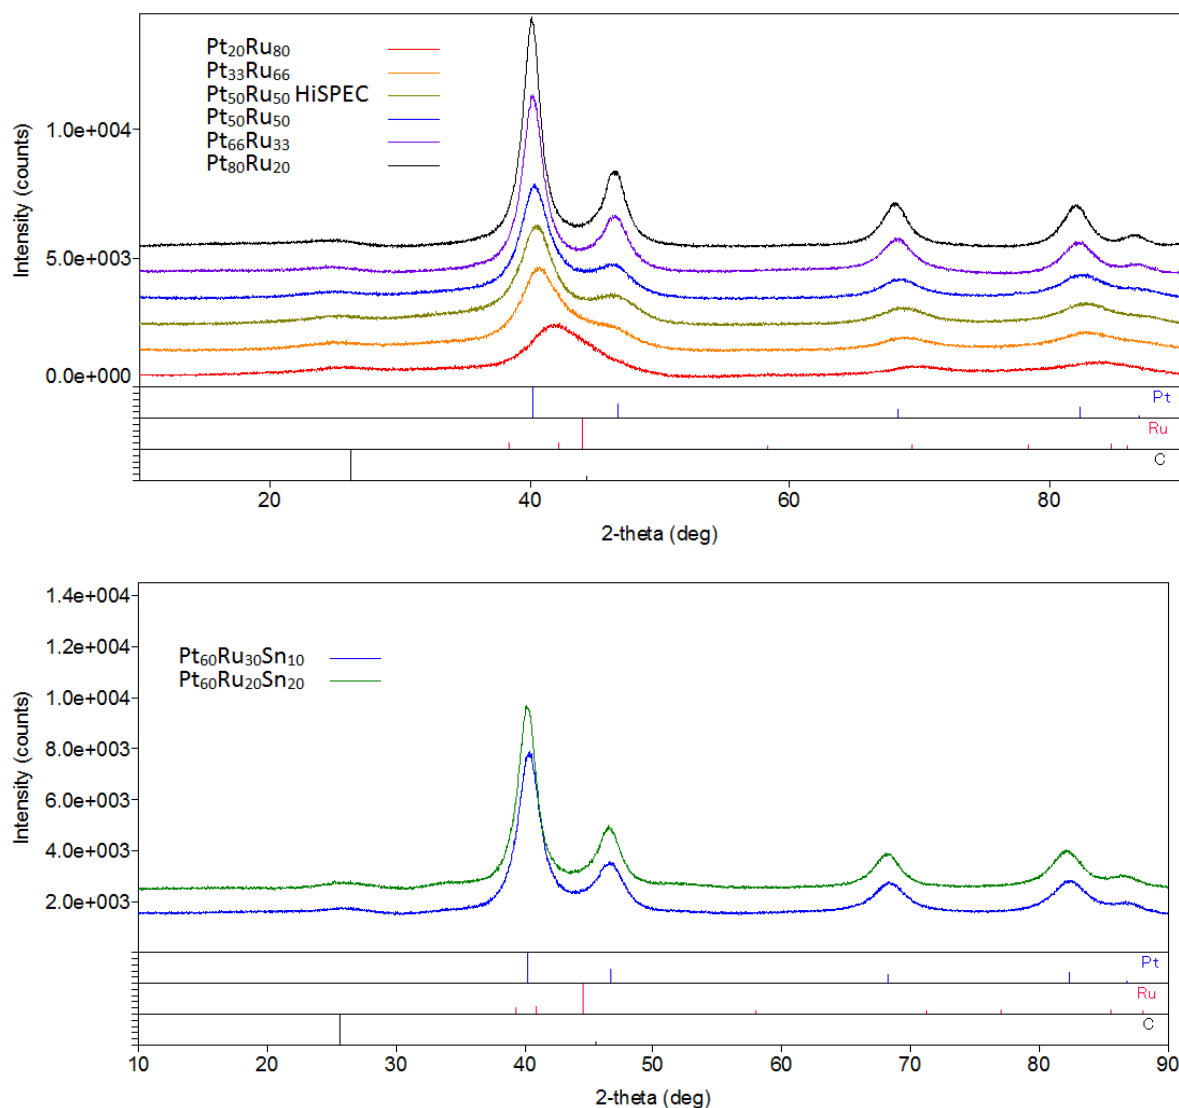 Pt₂₀Ru₈₀
Pt₃₃Ru₆₆
Pt₅₀Ru₅₀ HiSPEC
Pt₅₀Ru₅₀
Pt₆₆Ru₃₃
Pt₈₀Ru₂₀
Intensity (counts)
1.0e+004
5.0e+003
0.0e+000
Pt
Ru
C
20 40 60 80
2-theta (deg)
Pt₆₀Ru₃₀Sn₁₀
Pt₆₀Ru₂₀Sn₂₀
Intensity (counts)
1.4e+004
1.2e+004
1.0e+004
8.0e+003
6.0e+003
4.0e+003
2.0e+003
Pt
Ru
C
10 20 30 40 50 60 70 80 90
2-theta (deg)